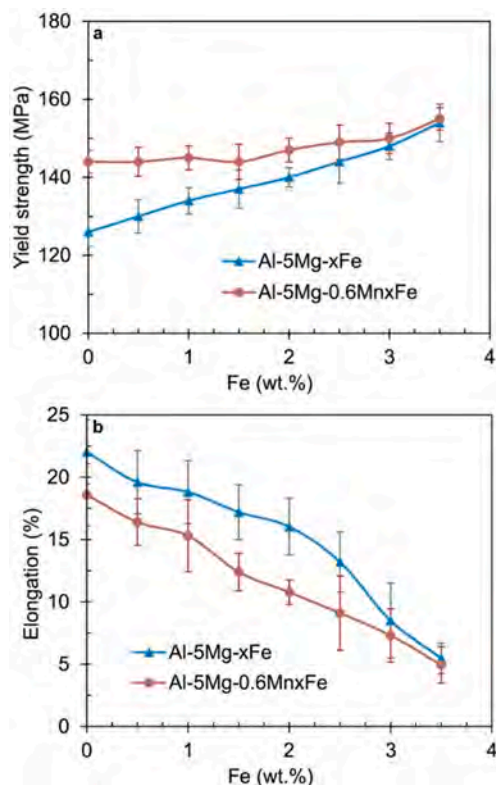 180
a
160
140
120
100
Yield strength (MPa)
Al-5Mg-xFe
Al-5Mg-0.6MnxFe
0 1 2 3 4
Fe (wt.%)
25
b
20
15
10
5
0
Elongation (%)
Al-5Mg-xFe
Al-5Mg-0.6MnxFe
0 1 2 3 4
Fe (wt.%)